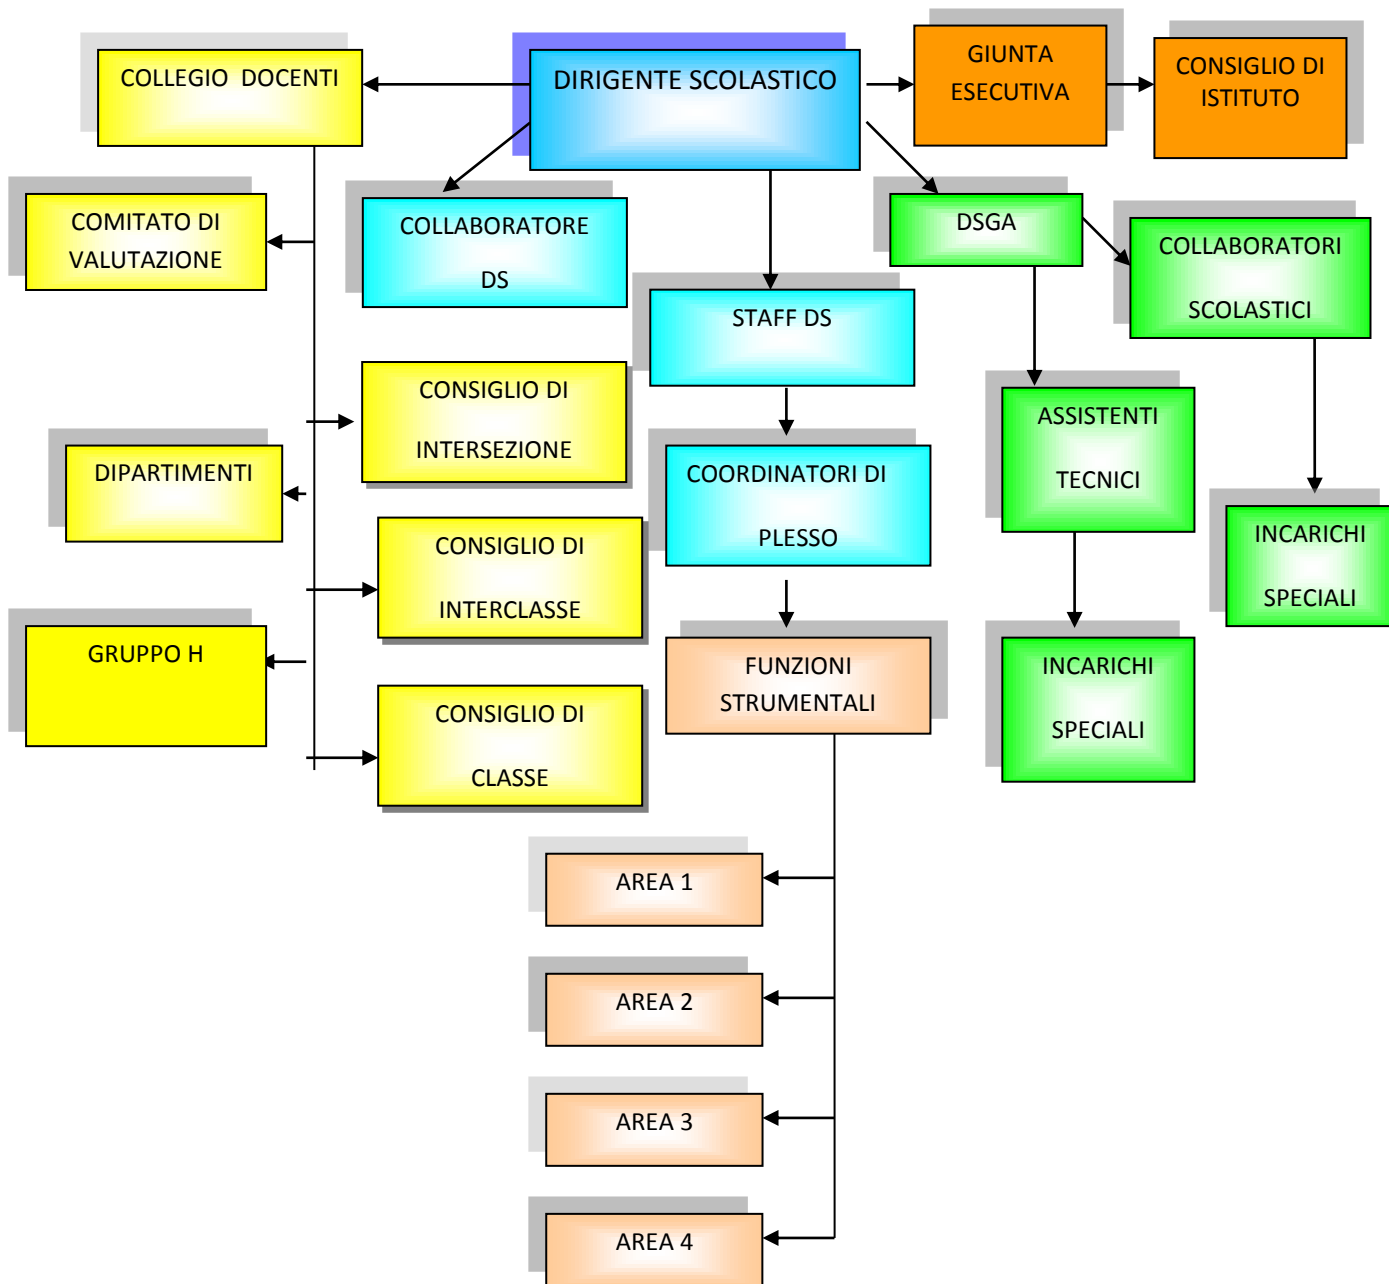 COLLEGIO DOCENTI
DIRIGENTE SCOLASTICO
GIUNTA
ESECUTIVA
CONSIGLIO DI
ISTITUTO
COMITATO DI
VALUTAZIONE
COLLABORATORE
DS
DSGA
COLLABORATORI
SCOLASTICI
STAFF DS
CONSIGLIO DI
INTERSEZIONE
ASSISTENTI
TECNICI
DIPARTIMENTI
COORDINATORI DI
PLESSO
INCARICHI
SPECIALI
CONSIGLIO DI
INTERCLASSE
GRUPPO H
FUNZIONI
STRUMENTALI
INCARICHI
SPECIALI
CONSIGLIO DI
CLASSE
AREA 1
AREA 2
AREA 3
AREA 4